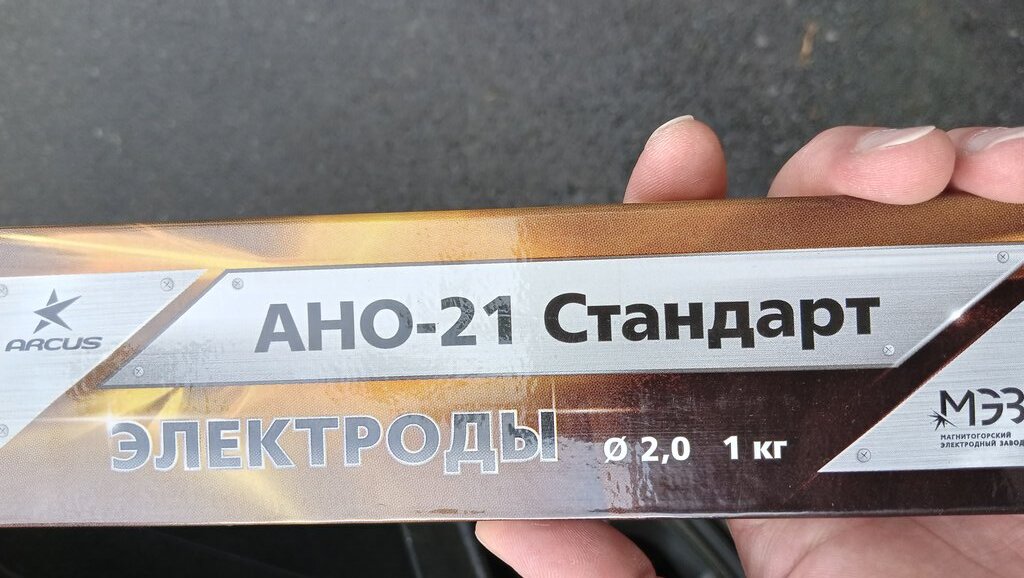 ARCUS
АНО-21 Стандарт
ЭЛЕКТРОДЫ
Ø 2,0 1 кг
МЭЗ
МАГНИТОГОРСКИЙ
ЭЛЕКТРОДНЫЙ ЗАВОД